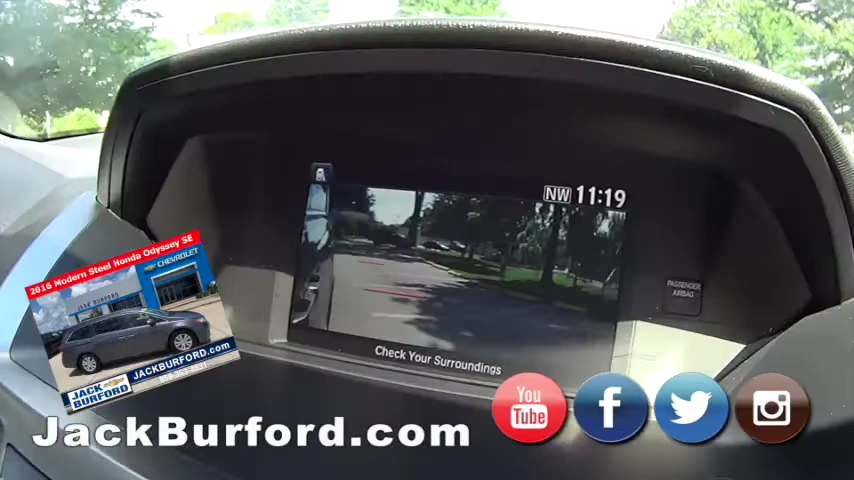 NW 11:19
PASSENGER
AIRBAG
2016 Modern Steel Honda Odyssey SE
CHEVROLET
JACK BURFORD
JACKBURFORD.com
JACK
BURFORD
Check Your Surroundings
You
Tube
f
JackBurford.com